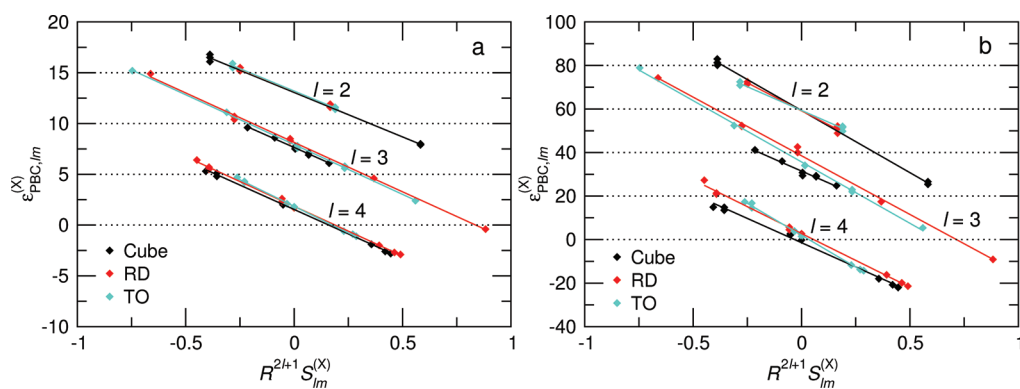 20
15
10
5
0
-5
-10
-1
-0.5
0
0.5
1
a
l = 2
l = 3
l = 4
Cube
RD
TO
ε(X)PBC,lm
R2l+1 S(X)lm
100
80
60
40
20
0
-20
-40
-1
-0.5
0
0.5
1
b
l = 2
l = 3
l = 4
Cube
RD
TO
ε(X)PBC,lm
R2l+1 S(X)lm